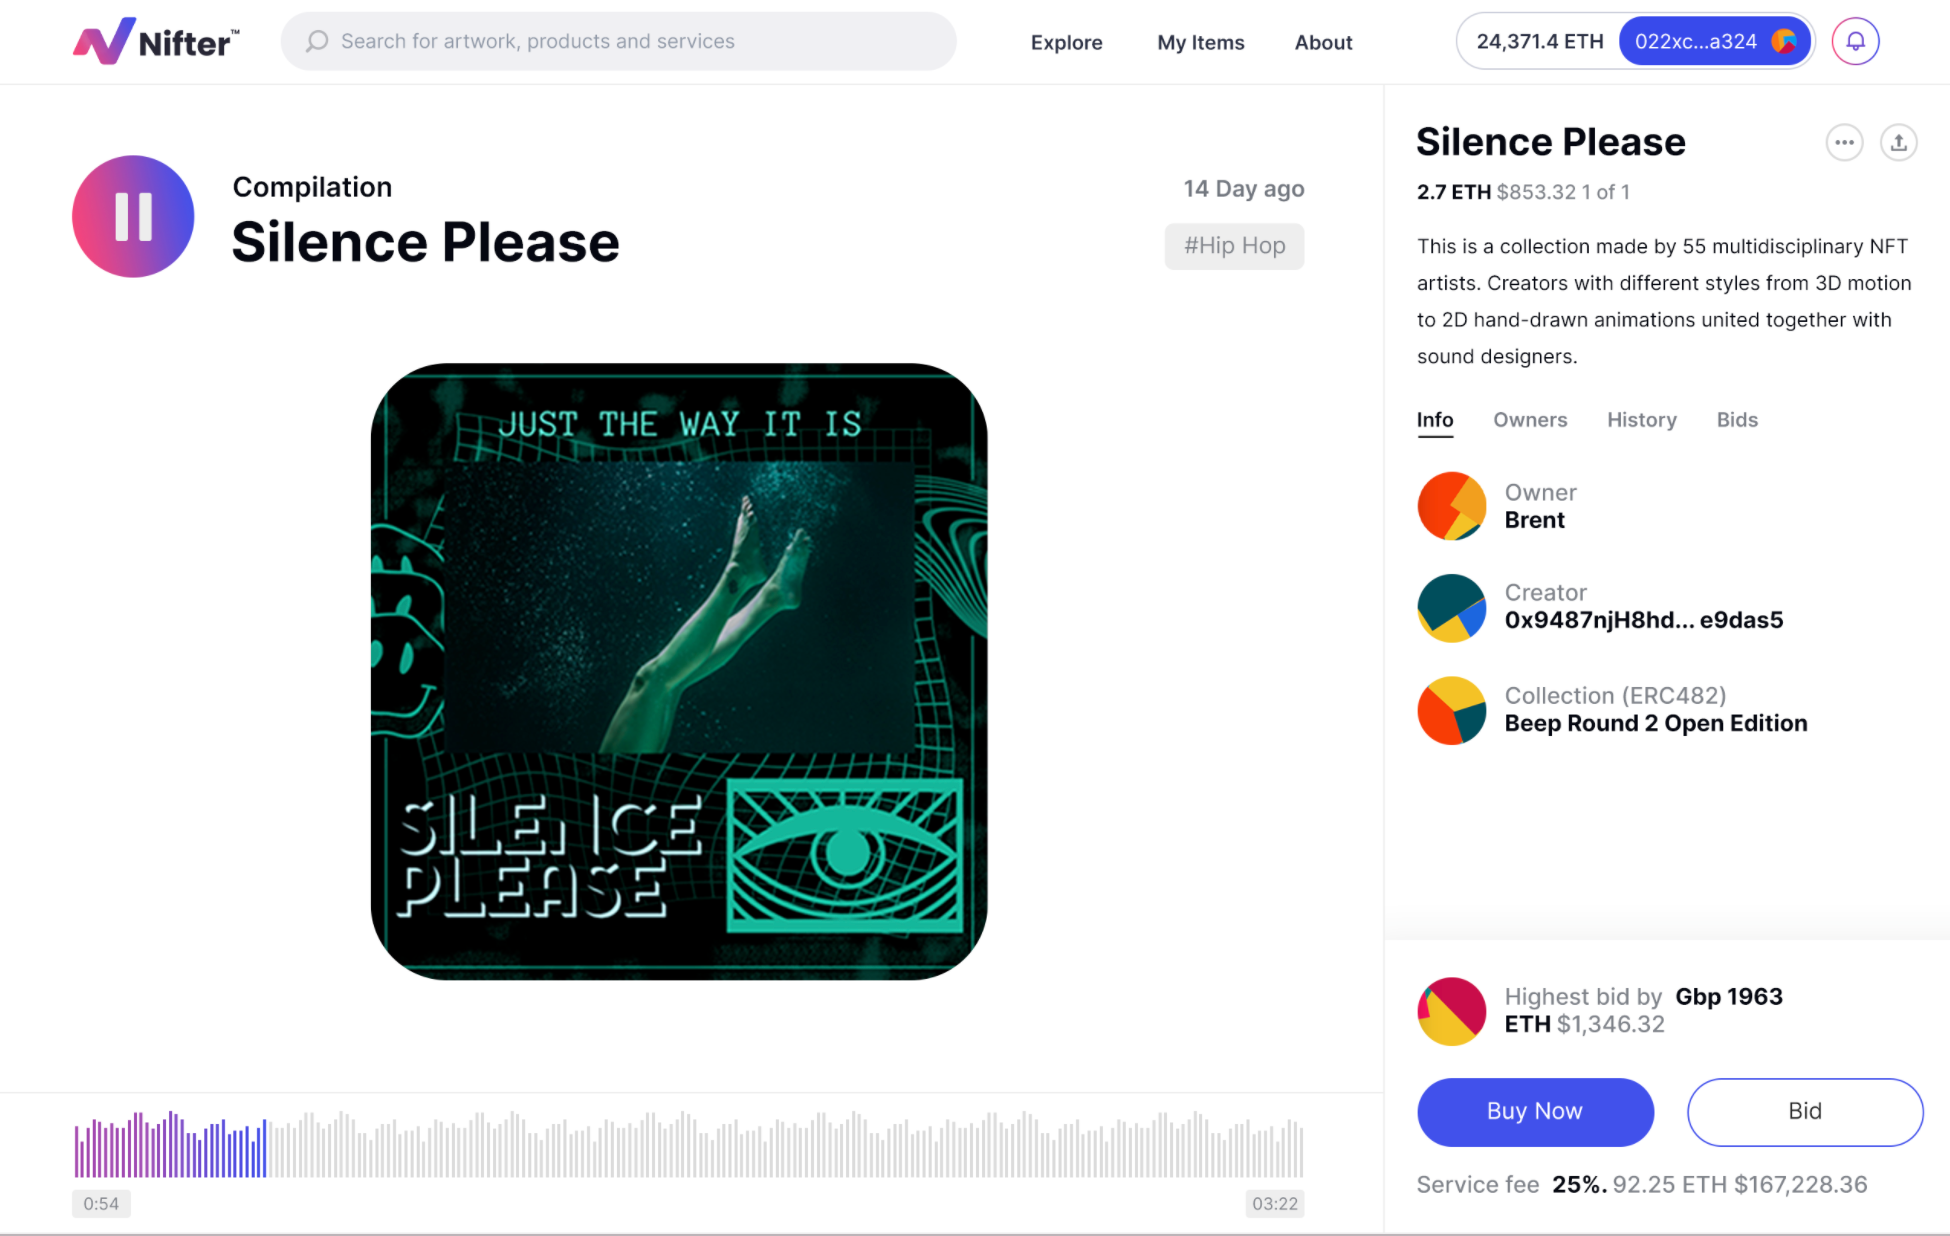 Nifter™
Search for artwork, products and services
Explore
My Items
About
24,371.4 ETH
022xc...a324
Compilation
Silence Please
14 Day ago
#Hip Hop
JUST THE WAY IT IS
SILENCE
PLEASE
0:54
03:22
Silence Please
2.7 ETH $853.32 1 of 1
This is a collection made by 55 multidisciplinary NFT
artists. Creators with different styles from 3D motion
to 2D hand-drawn animations united together with
sound designers.
Info
Owners
History
Bids
Owner
Brent
Creator
0x9487njH8hd... e9das5
Collection (ERC482)
Beep Round 2 Open Edition
Highest bid by Gbp 1963
ETH $1,346.32
Buy Now
Bid
Service fee 25%. 92.25 ETH $167,228.36